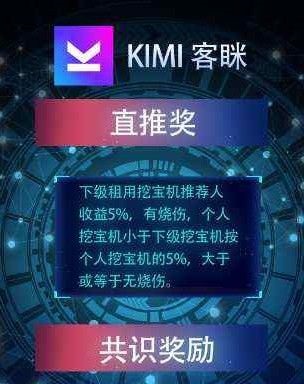 KIMI 客眯
直推奖
下级租用挖宝机推荐人
收益5%，有烧伤，个人
挖宝机小于下级挖宝机按
个人挖宝机的5%，大于
或等于无烧伤。
共识奖励